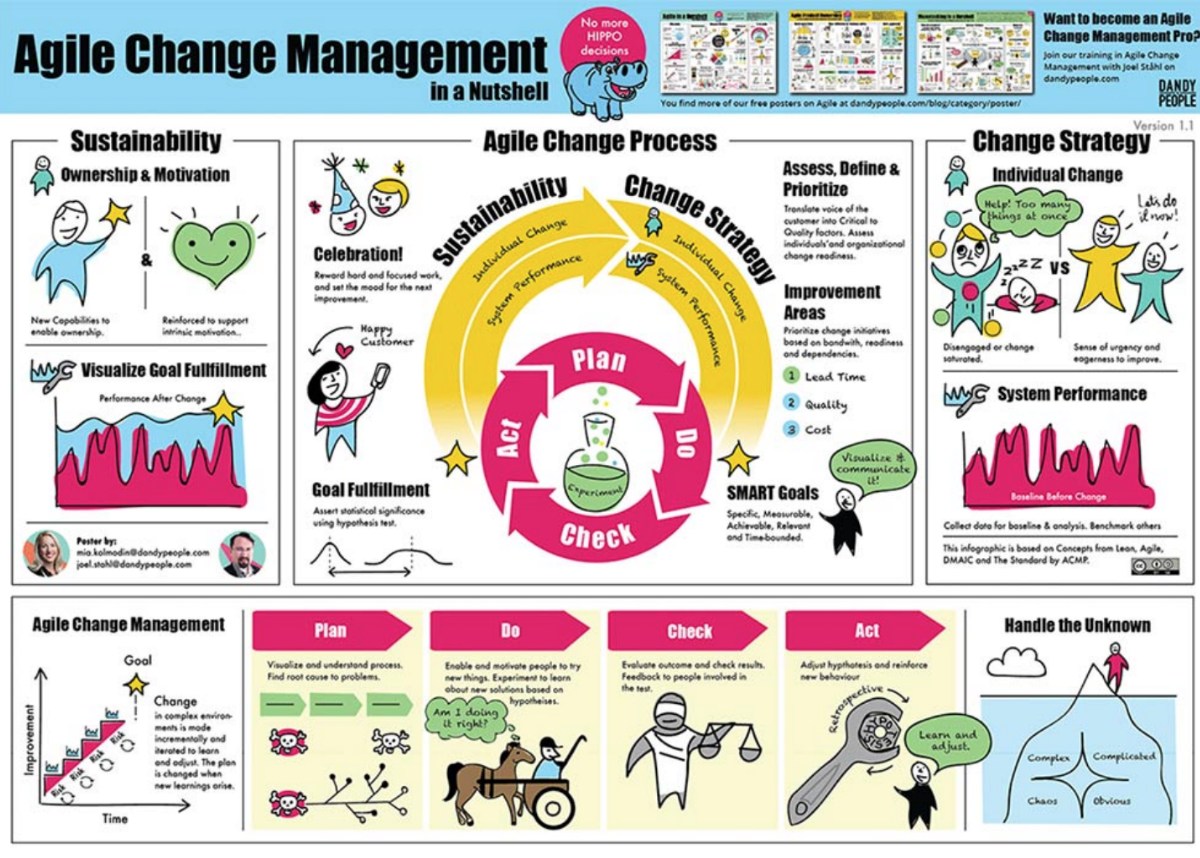 Agile Change Management
in a Nutshell
No more
HIPPO
decisions
You find more of our free posters on Agile at dandypeople.com/blog/category/poster/
Want to become an Agile
Change Management Pro?
Join our training in Agile Change
Management with Joel Ståhl on
dandypeople.com
DANDY
PEOPLE
Version 1.1
Sustainability
Ownership & Motivation
&
New Capabilities to
enable ownership.
Reinforced to support
intrinsic motivation..
Visualize Goal Fullfillment
Performance After Change
Poster by:
mia.kolmodin@dandypeople.com
joel.stahl@dandypeople.com
Agile Change Process
Celebration!
Reward hard and focused work,
and set the mood for the next
improvement.
Happy
Customer
Goal Fullfillment
Assert statistical significance
using hypothesis test.
Sustainability
Individual Change
System Performance
Change Strategy
Individual Change
System Performance
Plan
Do
Check
Act
Experiment
Assess, Define &
Prioritize
Translate voice of the
customer into Critical to
Quality factors. Assess
individuals'and organizational
change readiness.
Improvement
Areas
Prioritize change initiatives
based on bandwith, readiness
and dependencies.
1 Lead Time
2 Quality
3 Cost
Visualize &
communicate
it!
SMART Goals
Specific, Measurable,
Achievable, Relevant
and Time-bounded.
Change Strategy
Individual Change
Help! Too many
things at once
Let's do
it now!
zzzZZ
VS
Disengaged or change
saturated.
Sense of urgency and
eagerness to improve.
System Performance
Baseline Before Change
Collect data for baseline & analysis. Benchmark others
This infographic is based on Concepts from Lean, Agile,
DMAIC and The Standard by ACMP.
Agile Change Management
Improvement
Goal
Risk
Risk
Risk
Risk
Time
Change
in complex environ-
ments is made
incrementally and
iterated to learn
and adjust. The plan
is changed when
new learnings arise.
Plan
Visualize and understand process.
Find root cause to problems.
Do
Enable and motivate people to try
new things. Experiment to learn
about new solutions based on
hypotheises.
Am I doing
it right?
Check
Evaluate outcome and check results.
Feedback to people involved in
the test.
Act
Adjust hyphtotesis and reinforce
new behaviour
Retrospective
Learn and
adjust.
Handle the Unknown
Complex
Complicated
Chaos
Obvious